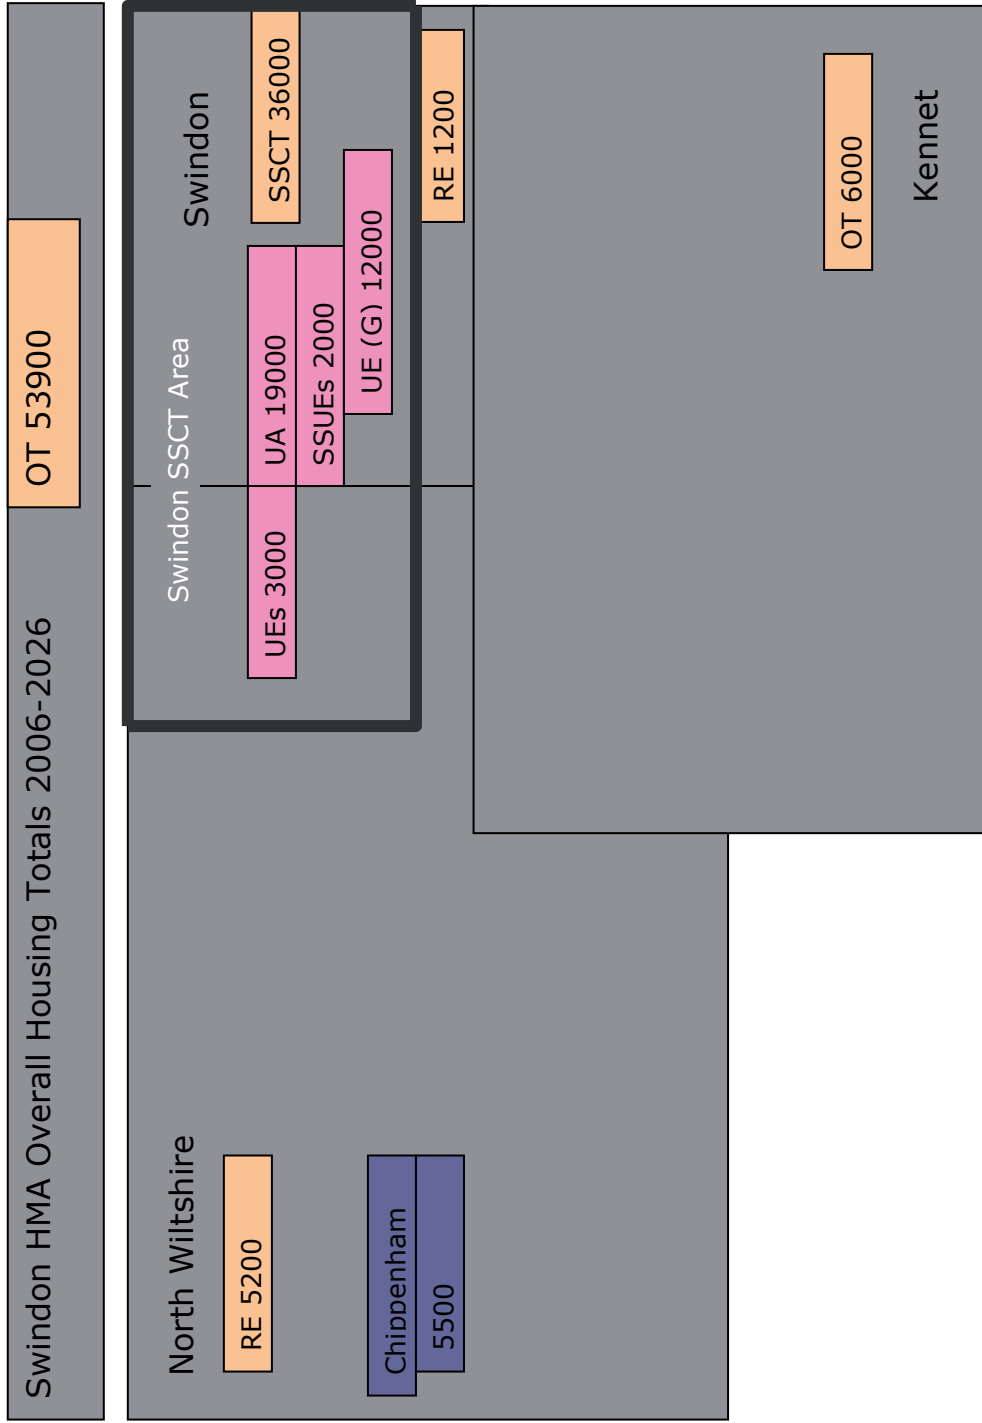 Swindon HMA Overall Housing Totals 2006-2026
OT 53900
North Wiltshire
RE 5200
Chippenham
5500
Swindon SSCT Area
Swindon
SSCT 36000
UEs 3000
UA 19000
SSUEs 2000
UE (G) 12000
RE 1200
OT 6000
Kennet